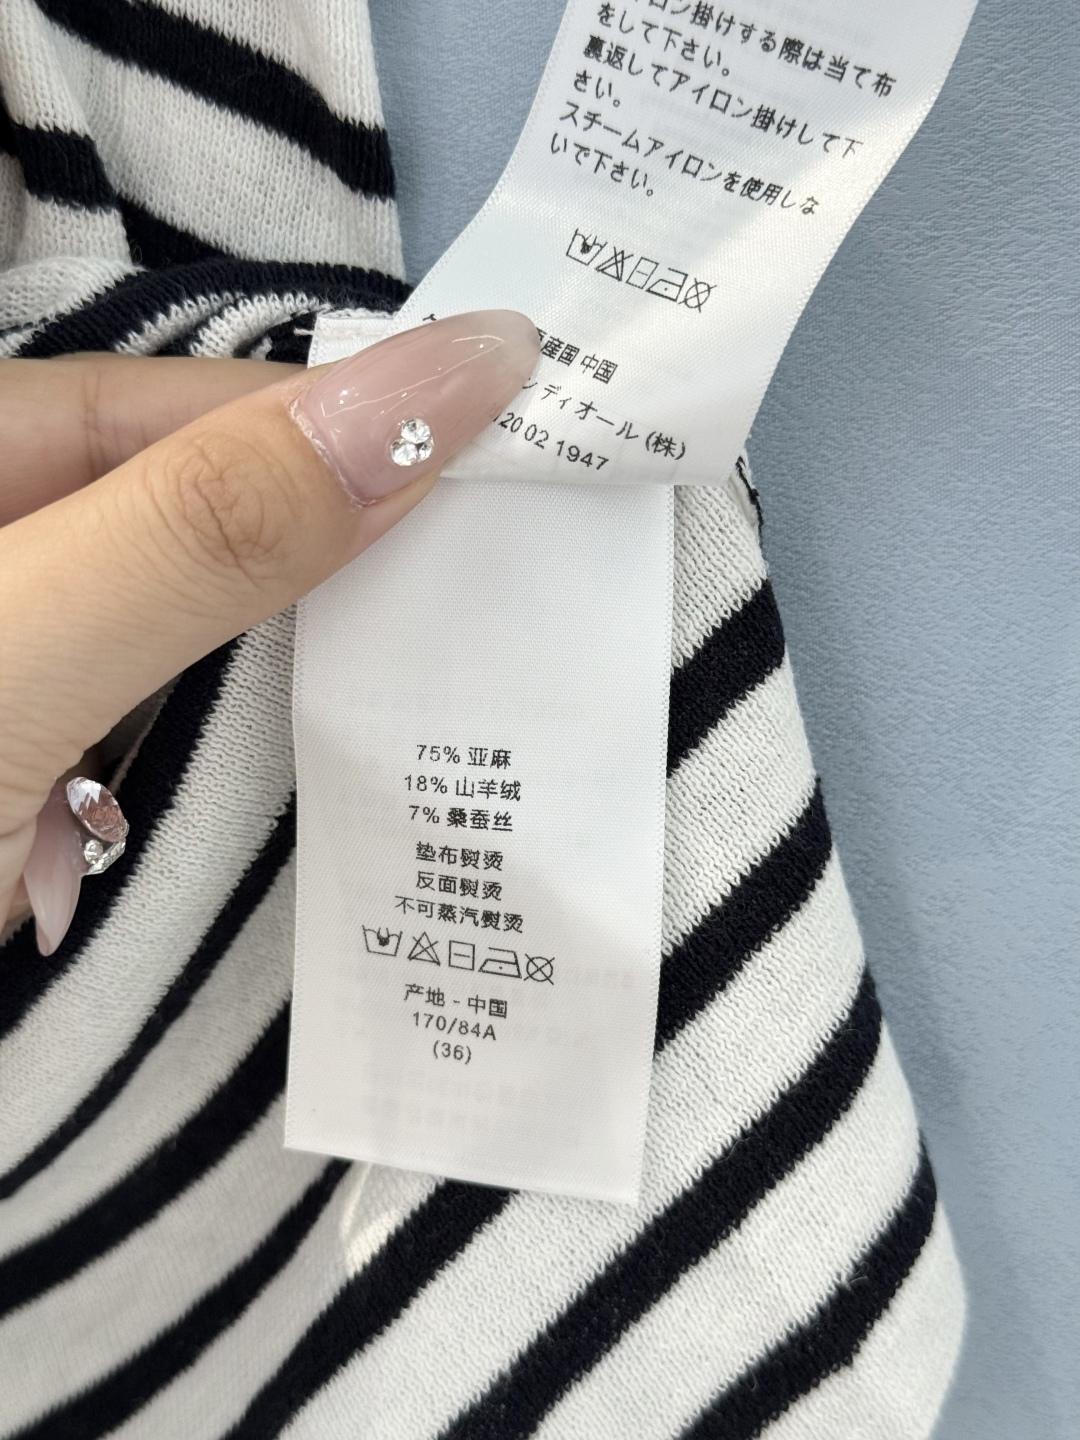 アイロン掛けする際は当て布
をして下さい。
裏返してアイロン掛けして下
さい。
スチームアイロンを使用しな
いで下さい。
原産国 中国
ディオール (株)
120 02 1947
75% 亚麻
18% 山羊绒
7% 桑蚕丝
垫布熨烫
反面熨烫
不可蒸汽熨烫
产地 - 中国
170/84A
(36)